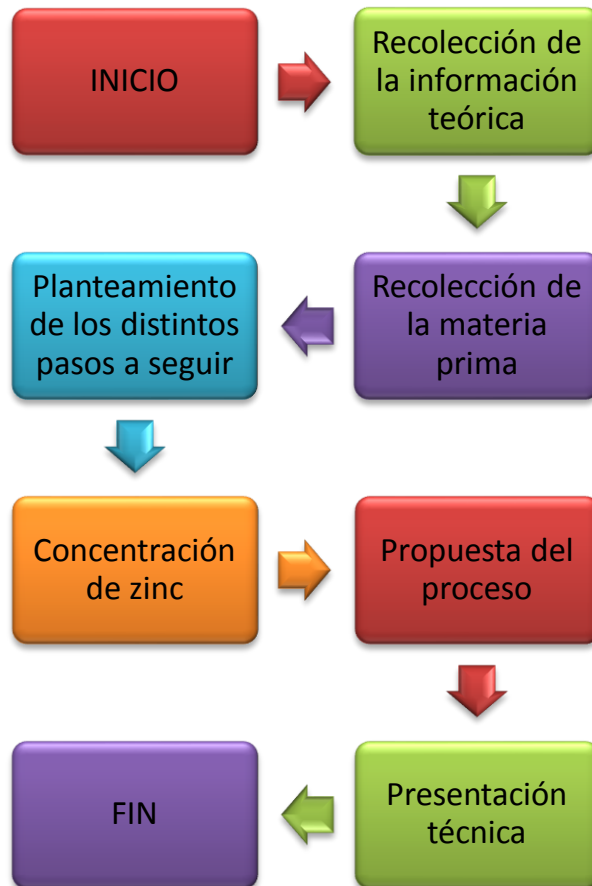 INICIO
Recolección de
la información
teórica
Recolección de
la materia
prima
Planteamiento
de los distintos
pasos a seguir
Concentración
de zinc
Propuesta del
proceso
Presentación
técnica
FIN